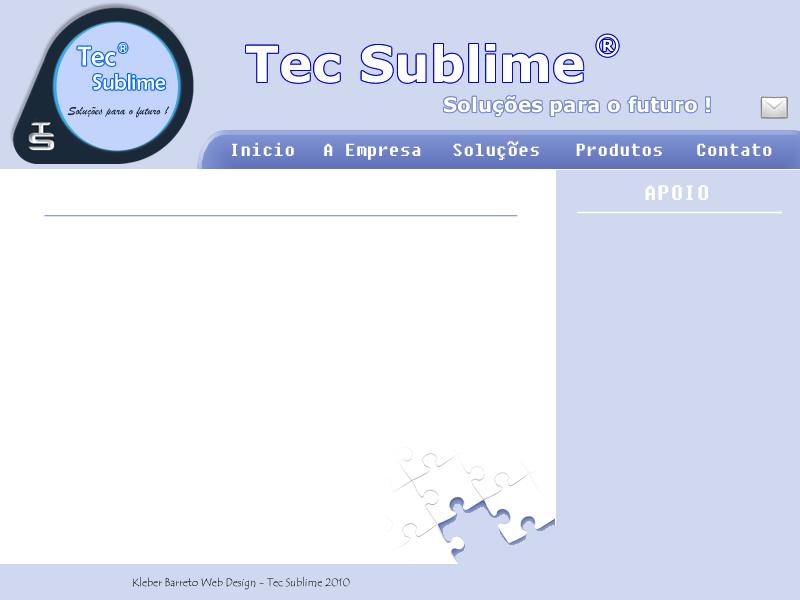 Tec®
Sublime
Soluções para o futuro !
TS
Tec Sublime ®
Soluções para o futuro !
Inicio A Empresa Soluções Produtos Contato
APOIO
Kleber Barreto Web Design - Tec Sublime 2010